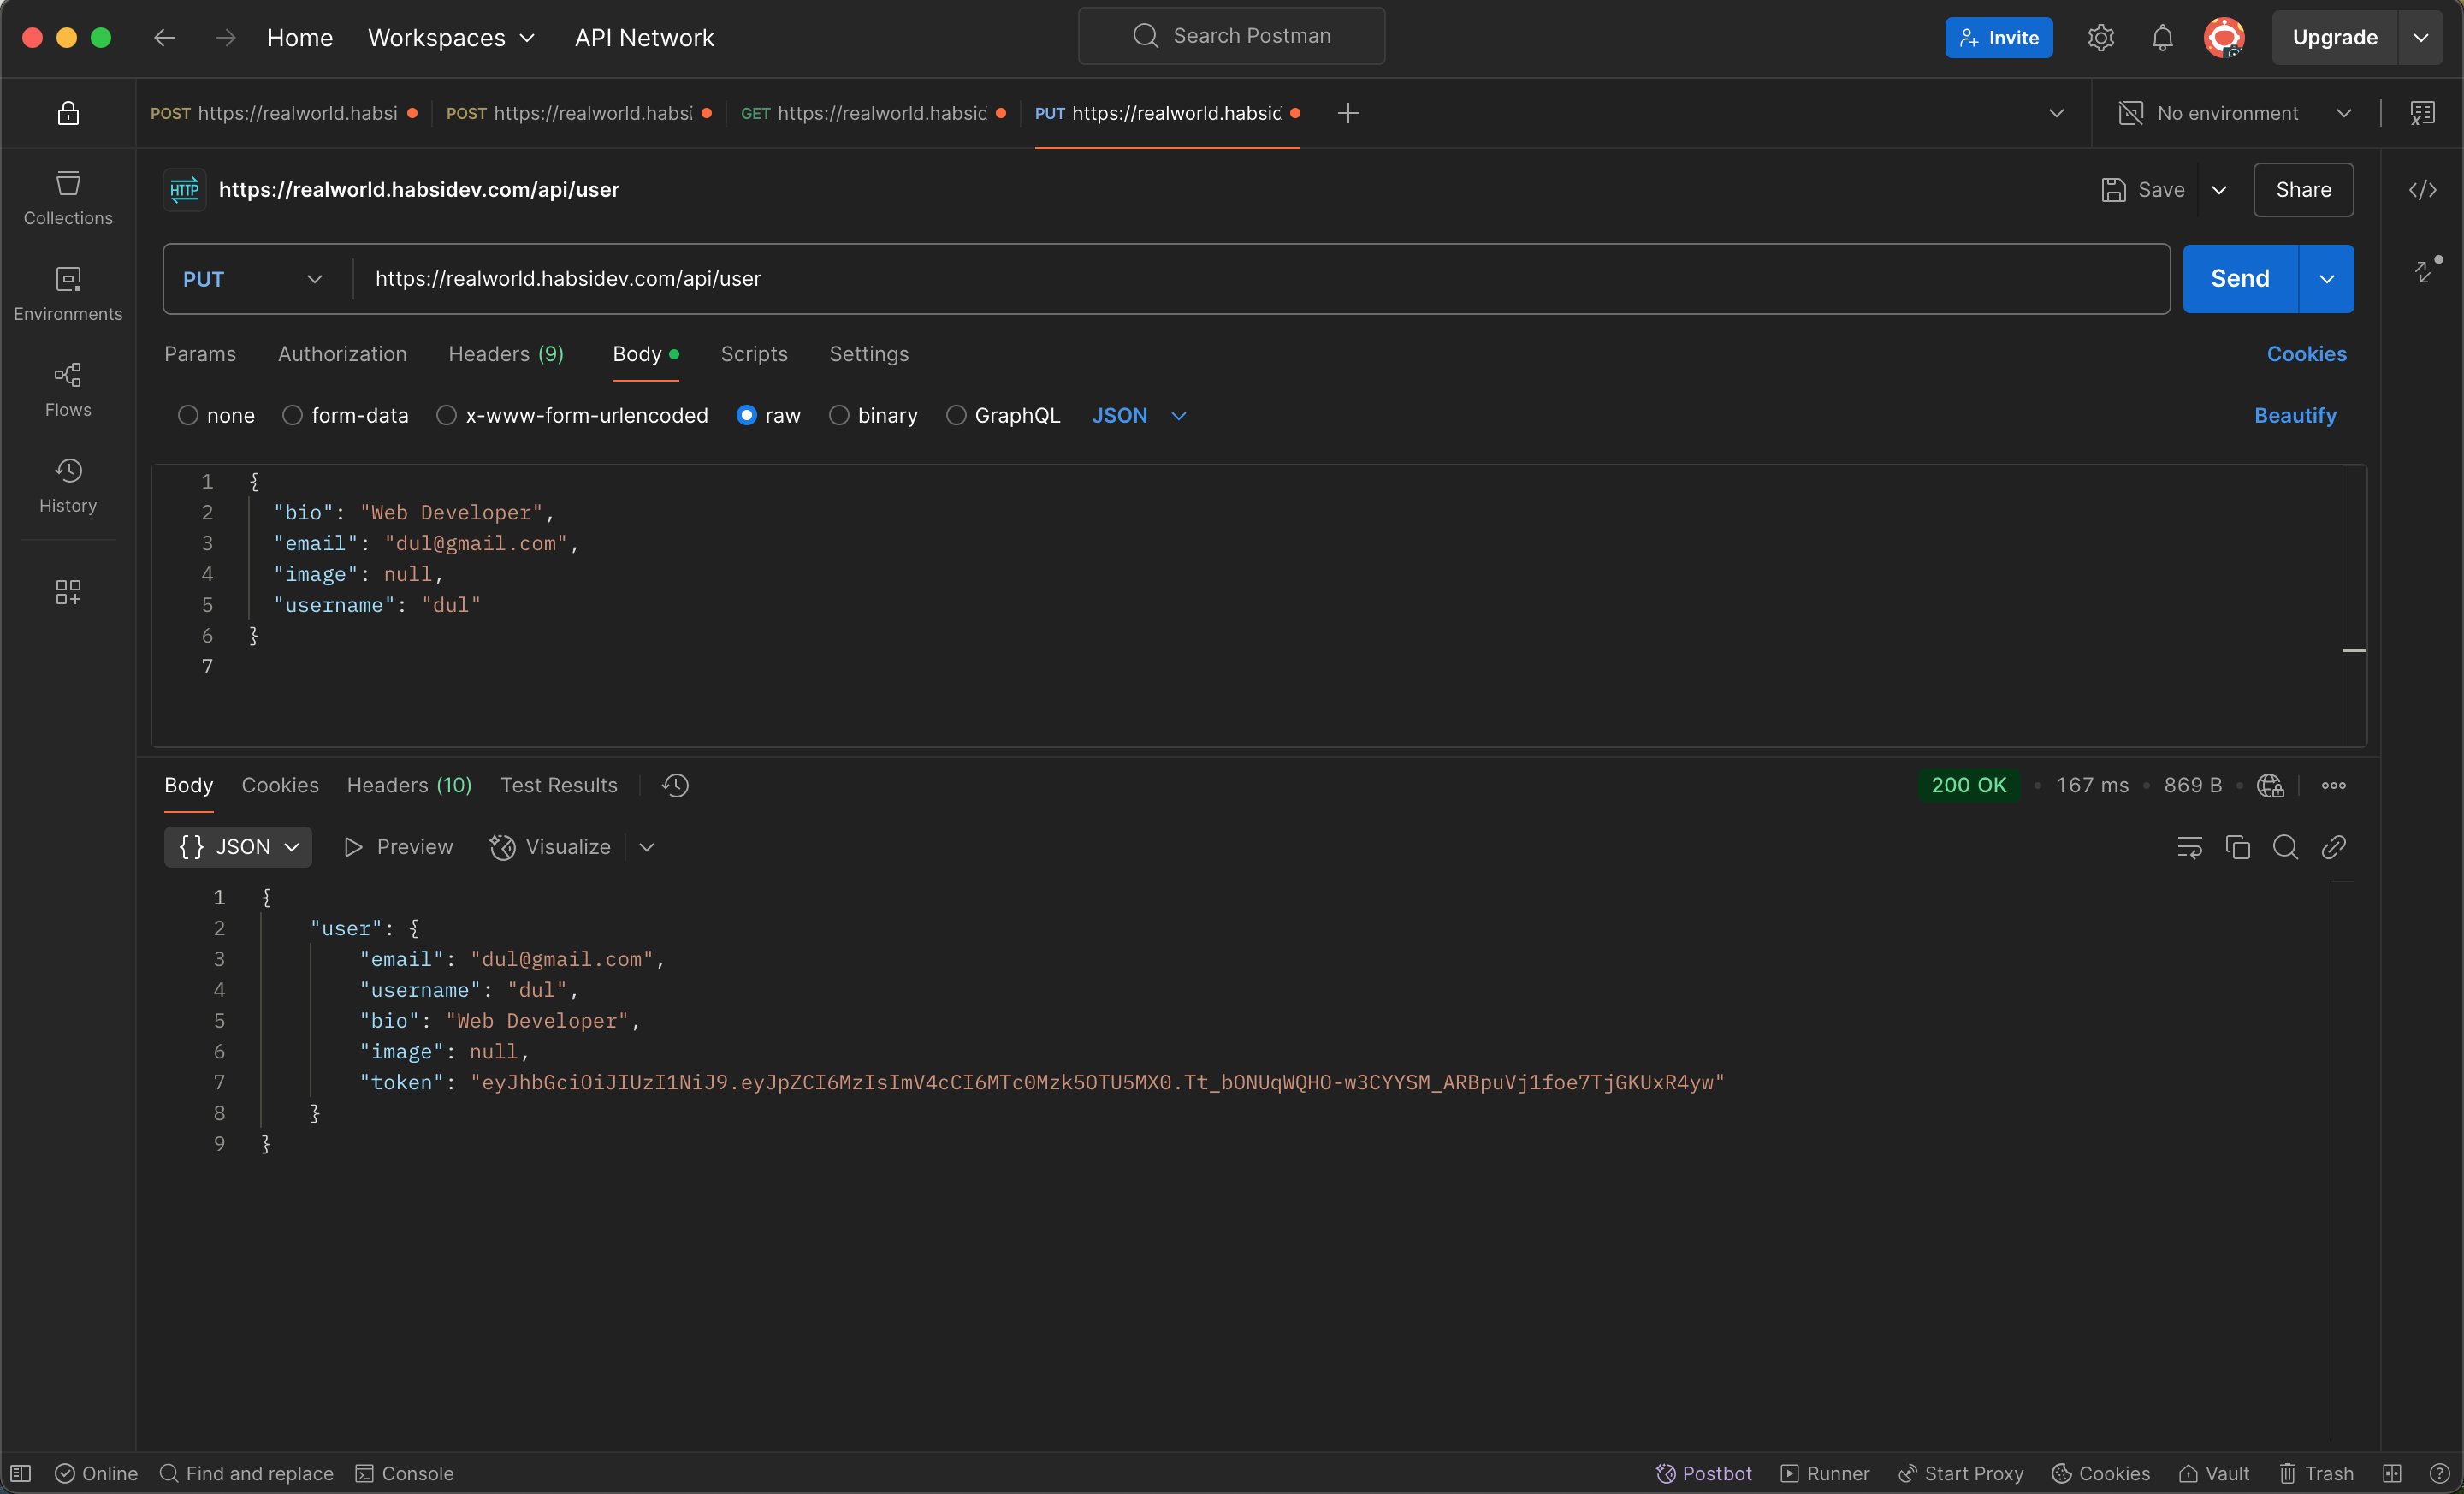 Home Workspaces API Network Search Postman Invite Upgrade
POST https://realworld.habsi POST https://realworld.habsi GET https://realworld.habsid PUT https://realworld.habsid No environment
HTTP https://realworld.habsidev.com/api/user Save Share
PUT https://realworld.habsidev.com/api/user Send
Params Authorization Headers (9) Body Scripts Settings Cookies
none form-data x-www-form-urlencoded raw binary GraphQL JSON Beautify
Collections
Environments
Flows
History
1 {
2 "bio": "Web Developer",
3 "email": "dul@gmail.com",
4 "image": null,
5 "username": "dul"
6 }
7
Body Cookies Headers (10) Test Results 200 OK • 167 ms • 869 B •
{} JSON Preview Visualize
1 {
2 "user": {
3 "email": "dul@gmail.com",
4 "username": "dul",
5 "bio": "Web Developer",
6 "image": null,
7 "token": "eyJhbGciOiJIUzI1NiJ9.eyJpZCI6MzIsImV4cCI6MTc0Mzk5OTU5MX0.Tt_bONUqWQHO-w3CYYSM_ARBpuVj1foe7TjGKUxR4yw"
8 }
9 }
Online Find and replace Console Postbot Runner Start Proxy Cookies Vault Trash